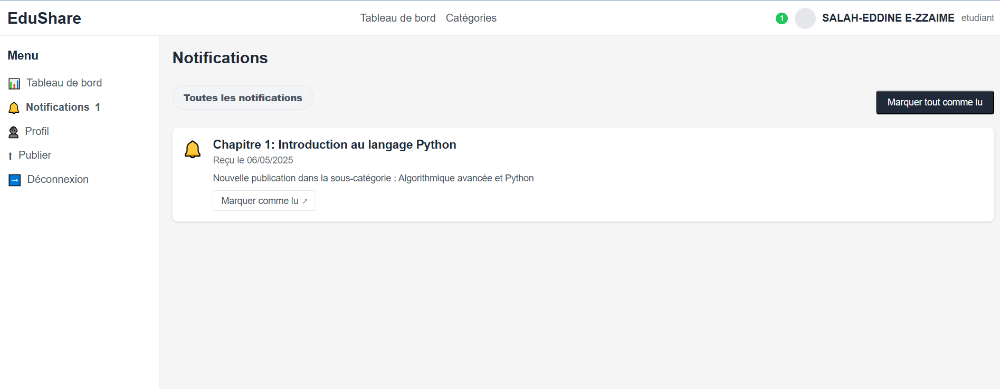 EduShare
Tableau de bord Catégories
1 SALAH-EDDINE E-ZZAIME etudiant
Menu
Tableau de bord
Notifications 1
Profil
Publier
Déconnexion
Notifications
Toutes les notifications
Marquer tout comme lu
Chapitre 1: Introduction au langage Python
Reçu le 06/05/2025
Nouvelle publication dans la sous-catégorie : Algorithmique avancée et Python
Marquer comme lu ↗